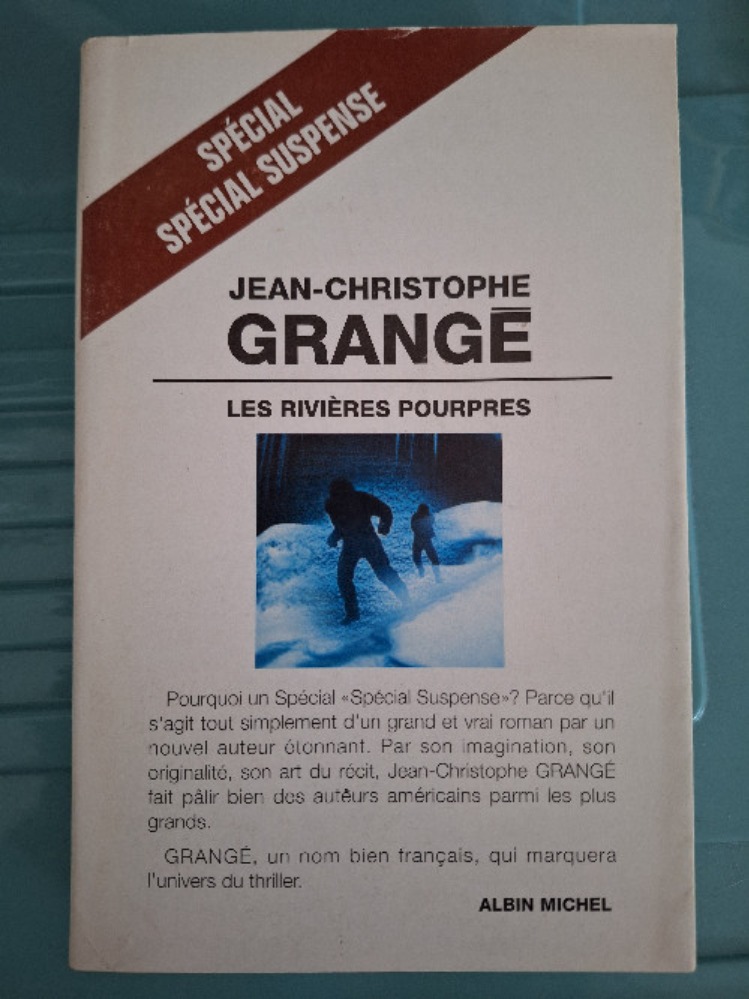 SPÉCIAL
SPÉCIAL SUSPENSE
JEAN-CHRISTOPHE
GRANGÉ
LES RIVIÈRES POURPRES
Pourquoi un Spécial «Spécial Suspense»? Parce qu'il
s'agit tout simplement d'un grand et vrai roman par un
nouvel auteur étonnant. Par son imagination, son
originalité, son art du récit, Jean-Christophe GRANGÉ
fait pâlir bien des auteurs américains parmi les plus
grands.
GRANGÉ, un nom bien français, qui marquera
l'univers du thriller.
ALBIN MICHEL